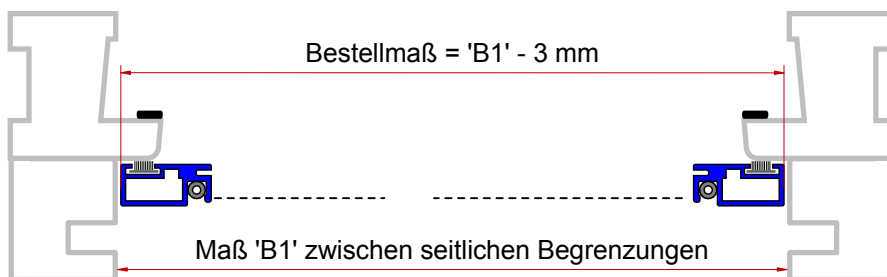 Bestellmaß = 'B1' - 3 mm
Maß 'B1' zwischen seitlichen Begrenzungen